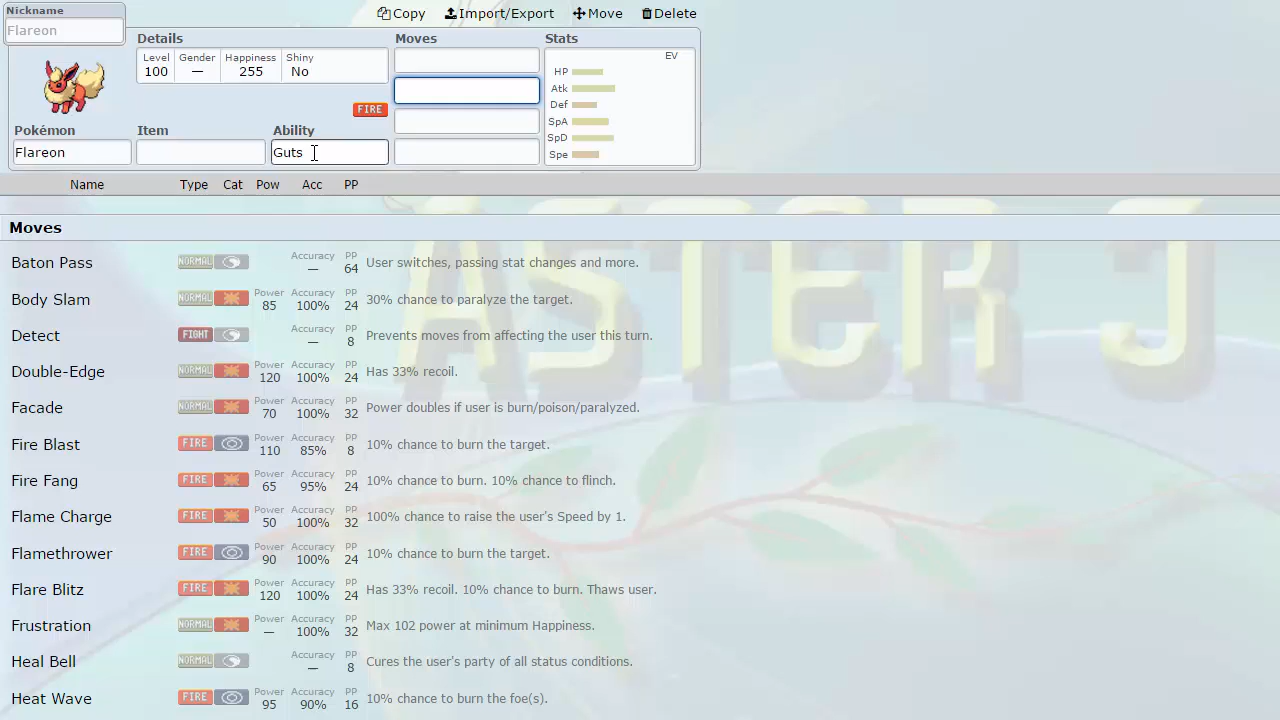 Nickname
Flareon
Copy Import/Export Move Delete
Details
Level Gender Happiness Shiny
100 — 255 No
FIRE
Pokémon Item Ability
Flareon Guts
Moves
Stats
EV
HP
Atk
Def
SpA
SpD
Spe
Name Type Cat Pow Acc PP
Moves
ASTER J
Baton Pass NORMAL Accuracy — PP 64 User switches, passing stat changes and more.
Body Slam NORMAL Power 85 Accuracy 100% PP 24 30% chance to paralyze the target.
Detect FIGHT Accuracy — PP 8 Prevents moves from affecting the user this turn.
Double-Edge NORMAL Power 120 Accuracy 100% PP 24 Has 33% recoil.
Facade NORMAL Power 70 Accuracy 100% PP 32 Power doubles if user is burn/poison/paralyzed.
Fire Blast FIRE Power 110 Accuracy 85% PP 8 10% chance to burn the target.
Fire Fang FIRE Power 65 Accuracy 95% PP 24 10% chance to burn. 10% chance to flinch.
Flame Charge FIRE Power 50 Accuracy 100% PP 32 100% chance to raise the user's Speed by 1.
Flamethrower FIRE Power 90 Accuracy 100% PP 24 10% chance to burn the target.
Flare Blitz FIRE Power 120 Accuracy 100% PP 24 Has 33% recoil. 10% chance to burn. Thaws user.
Frustration NORMAL Power — Accuracy 100% PP 32 Max 102 power at minimum Happiness.
Heal Bell NORMAL Accuracy — PP 8 Cures the user's party of all status conditions.
Heat Wave FIRE Power 95 Accuracy 90% PP 16 10% chance to burn the foe(s).